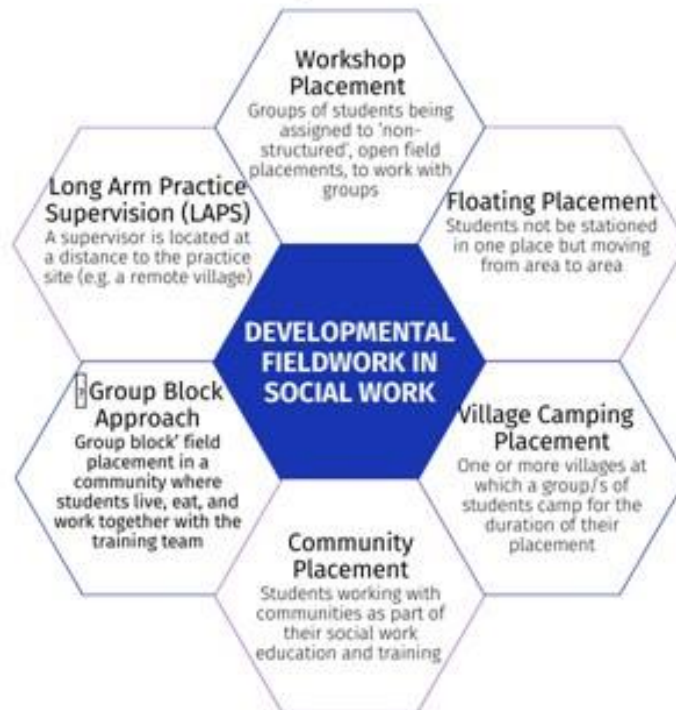 Workshop
Placement
Groups of students being
assigned to 'non-
structured', open field
placements, to work with
groups
Long Arm Practice
Supervision (LAPS)
A supervisor is located at
a distance to the practice
site (e.g. a remote village)
Floating Placement
Students not be stationed
in one place but moving
from area to area
DEVELOPMENTAL
FIELDWORK IN
SOCIAL WORK
Group Block
Approach
Group block' field
placement in a
community where
students live, eat, and
work together with the
training team
Village Camping
Placement
One or more villages at
which a group/s of
students camp for the
duration of their
placement
Community
Placement
Students working with
communities as part of
their social work
education and training